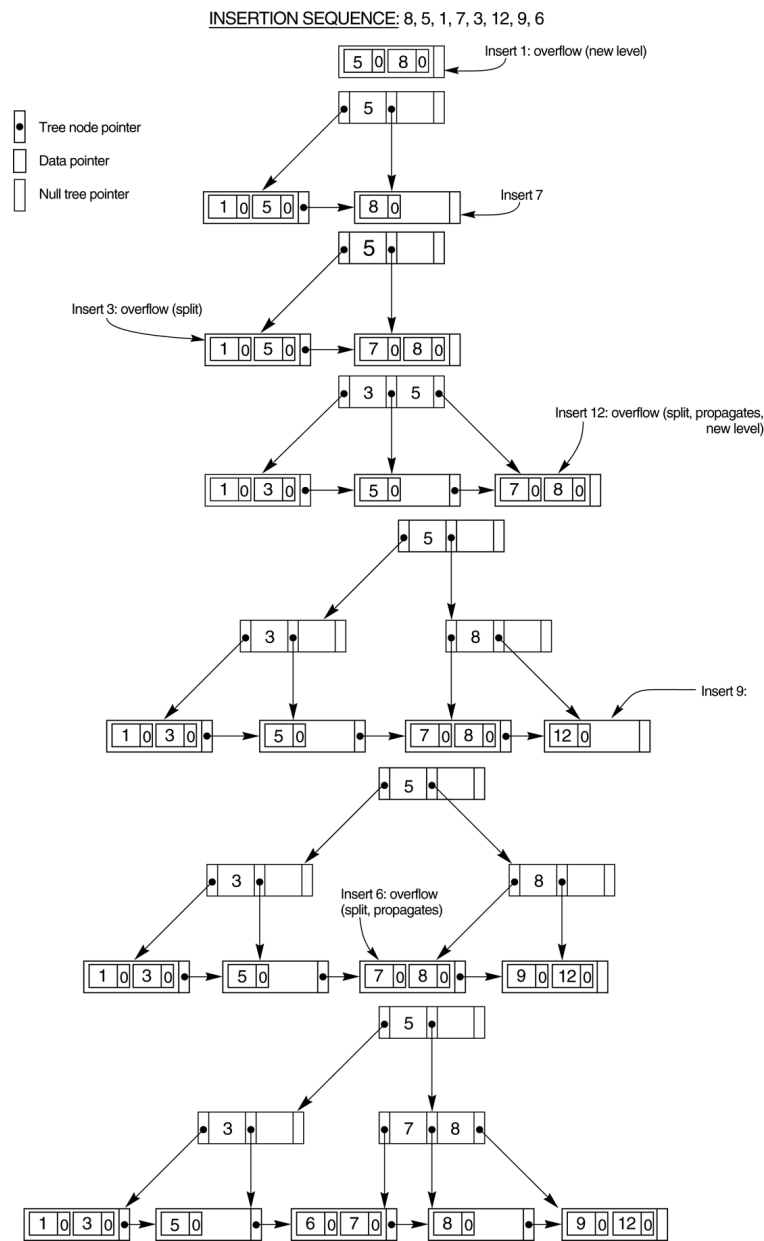 INSERTION SEQUENCE: 8, 5, 1, 7, 3, 12, 9, 6
5 0 8 0
Insert 1: overflow (new level)
5
Tree node pointer
Data pointer
Null tree pointer
1 0 5 0
8 0
Insert 7
5
Insert 3: overflow (split)
1 0 5 0
7 0 8 0
3 5
Insert 12: overflow (split, propagates,
new level)
1 0 3 0
5 0
7 0 8 0
5
3
8
Insert 9:
1 0 3 0
5 0
7 0 8 0
12 0
5
3
8
Insert 6: overflow
(split, propagates)
1 0 3 0
5 0
7 0 8 0
9 0 12 0
5
3
7 8
1 0 3 0
5 0
6 0 7 0
8 0
9 0 12 0